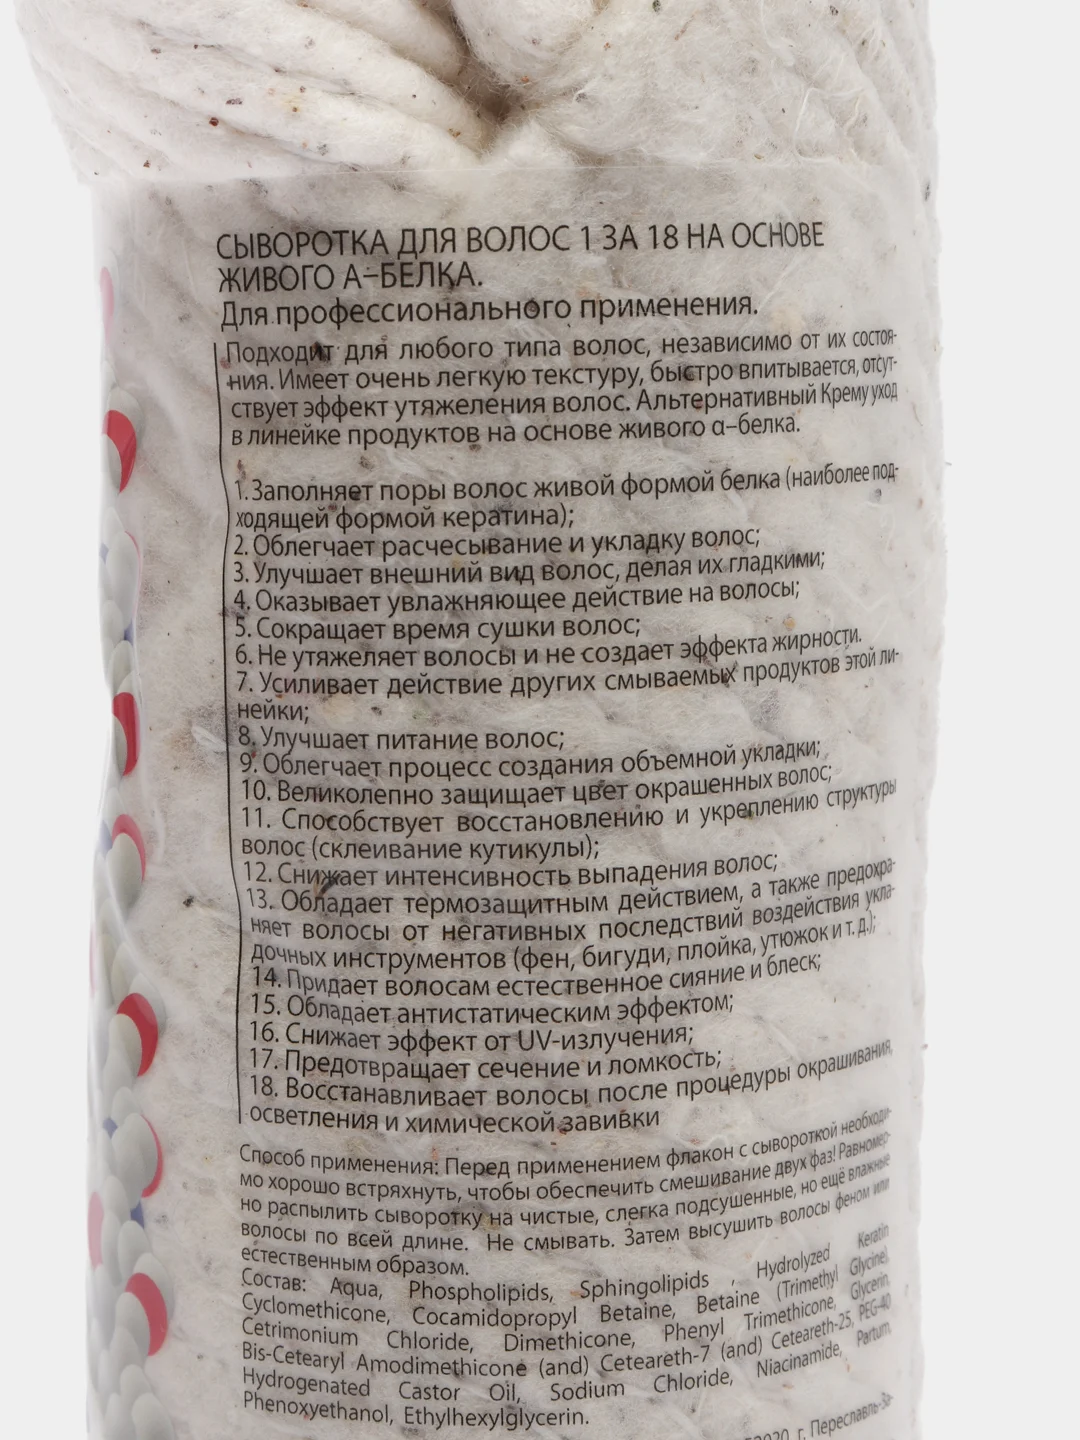 СЫВОРОТКА ДЛЯ ВОЛОС 1 ЗА 18 НА ОСНОВЕ
ЖИВОГО А–БЕЛКА.
Для профессионального применения.
Подходит для любого типа волос, независимо от их состоя-
ния. Имеет очень легкую текстуру, быстро впитывается, отсут-
ствует эффект утяжеления волос. Альтернативный Крему уход
в линейке продуктов на основе живого α–белка.
1. Заполняет поры волос живой формой белка (наиболее под-
ходящей формой кератина);
2. Облегчает расчесывание и укладку волос;
3. Улучшает внешний вид волос, делая их гладкими;
4. Оказывает увлажняющее действие на волосы;
5. Сокращает время сушки волос;
6. Не утяжеляет волосы и не создает эффекта жирности.
7. Усиливает действие других смываемых продуктов этой ли-
нейки;
8. Улучшает питание волос;
9. Облегчает процесс создания объемной укладки;
10. Великолепно защищает цвет окрашенных волос;
11. Способствует восстановлению и укреплению структуры
волос (склеивание кутикулы);
12. Снижает интенсивность выпадения волос;
13. Обладает термозащитным действием, а также предохра-
няет волосы от негативных последствий воздействия укла-
дочных инструментов (фен, бигуди, плойка, утюжок и т. д.);
14. Придает волосам естественное сияние и блеск;
15. Обладает антистатическим эффектом;
16. Снижает эффект от UV-излучения;
17. Предотвращает сечение и ломкость;
18. Восстанавливает волосы после процедуры окрашивания,
осветления и химической завивки
Способ применения: Перед применением флакон с сывороткой необходи-
мо хорошо встряхнуть, чтобы обеспечить смешивание двух фаз! Равномер-
но распылить сыворотку на чистые, слегка подсушенные, но ещё влажные
волосы по всей длине. Не смывать. Затем высушить волосы феном или
естественным образом.
Состав: Aqua, Phospholipids, Sphingolipids , Hydrolyzed Keratin
Cyclomethicone, Cocamidopropyl Betaine, Betaine (Trimethyl Glycine),
Cetrimonium Chloride, Dimethicone, Phenyl Trimethicone, Glycerin,
Bis-Cetearyl Amodimethicone (and) Ceteareth-7 (and) Ceteareth-25, PEG-40
Hydrogenated Castor Oil, Sodium Chloride, Niacinamide, Parfum,
Phenoxyethanol, Ethylhexylglycerin.
г. Переславль-За-